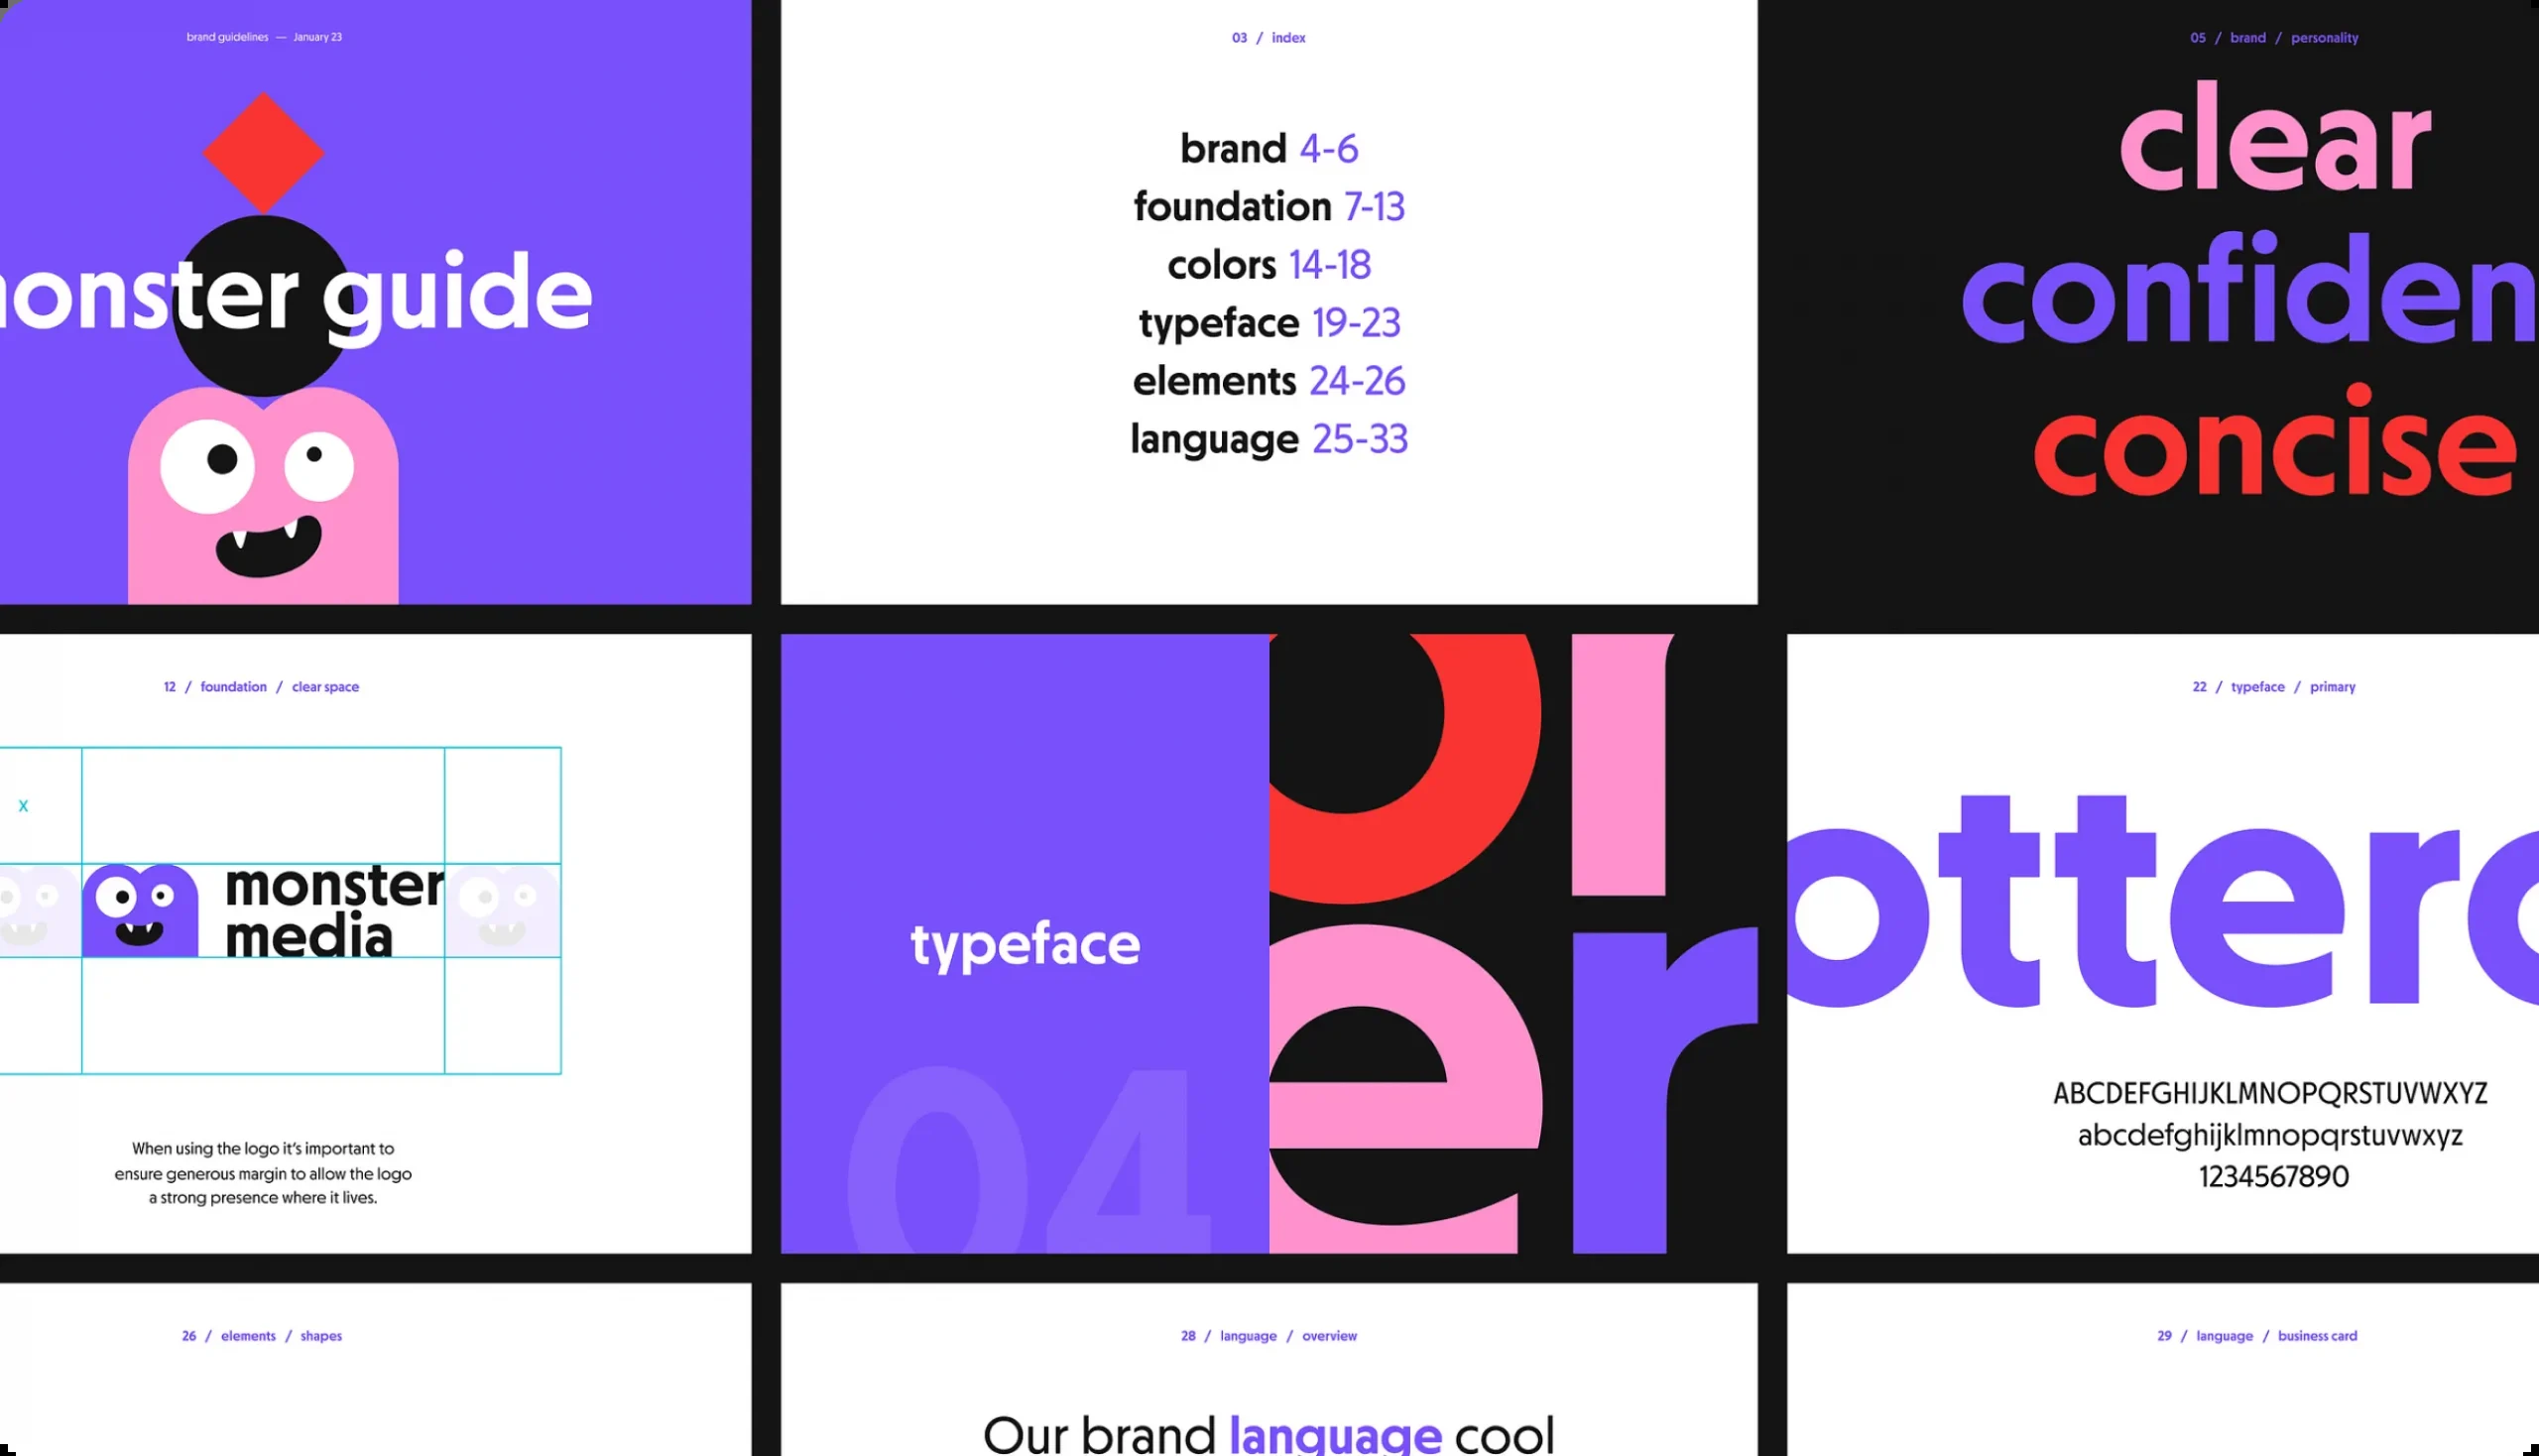 brand guidelines — January 23
onster guide
03 / index
brand 4-6
foundation 7-13
colors 14-18
typeface 19-23
elements 24-26
language 25-33
05 / brand / personality
clear
confiden
concise
12 / foundation / clear space
x
monster
media
When using the logo it's important to
ensure generous margin to allow the logo
a strong presence where it lives.
typeface
04
er
22 / typeface / primary
otter
ABCDEFGHIJKLMNOPQRSTUVWXYZ
abcdefghijklmnopqrstuvwxyz
1234567890
26 / elements / shapes
28 / language / overview
Our brand language cool
29 / language / business card